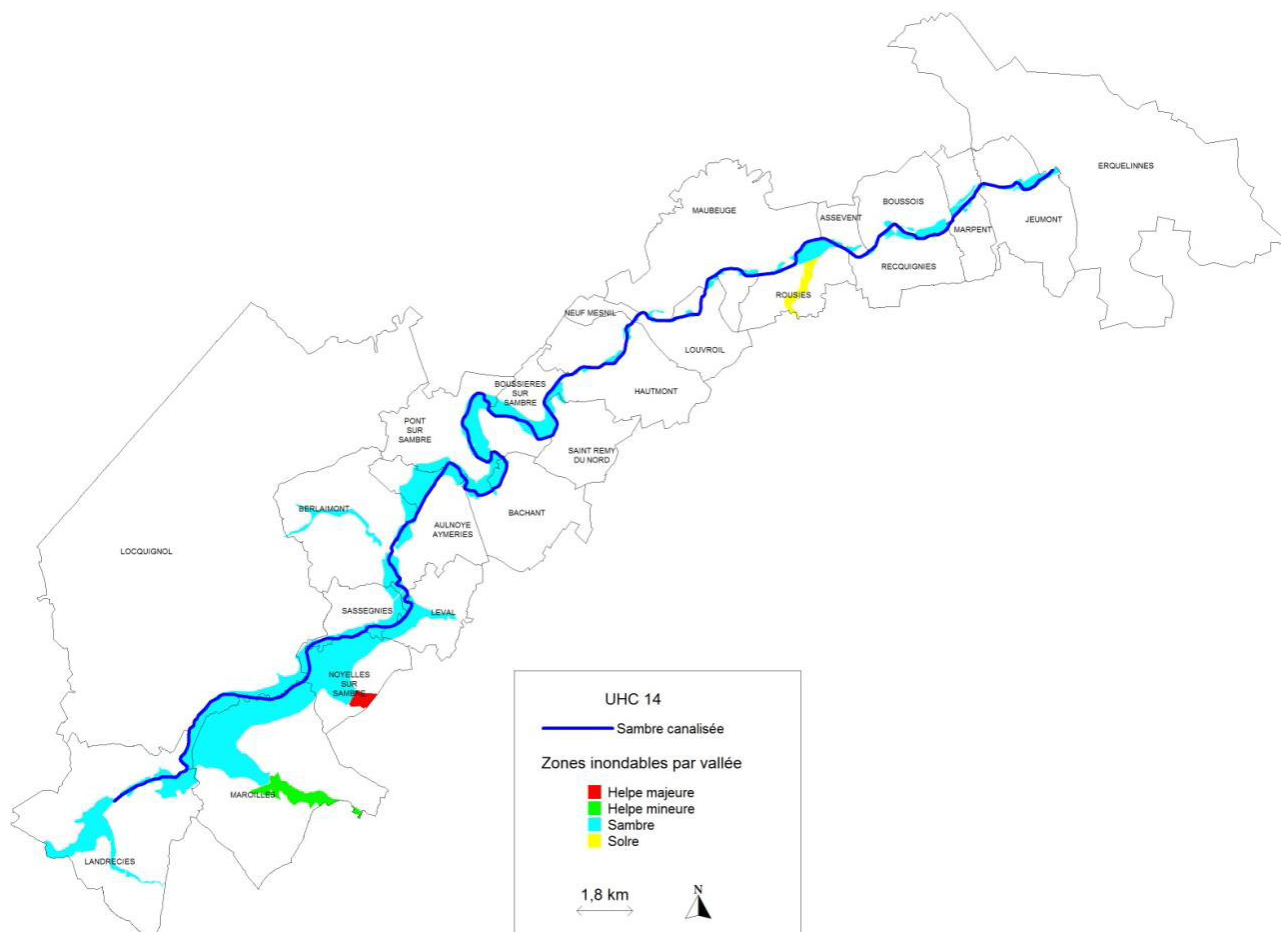 ERQUELINNES
BOUSSOIS
MAUBEUGE
ASSEVENT
JEUMONT
MARPENT
RECQUIGNIES
ROUSIES
NEUF MESNIL
LOUVROIL
BOUSSIERES
SUR
SAMBRE
HAUTMONT
PONT
SUR
SAMBRE
SAINT REMY
DU NORD
BERLAIMONT
BACHANT
AULNOYE
AYMERIES
LOCQUIGNOL
SASSEGNIES
LEVAL
NOYELLES
SUR
SAMBRE
MAROILLES
LANDRECIES
UHC 14
Sambre canalisée
Zones inondables par vallée
Helpe majeure
Helpe mineure
Sambre
Solre
1,8 km
N